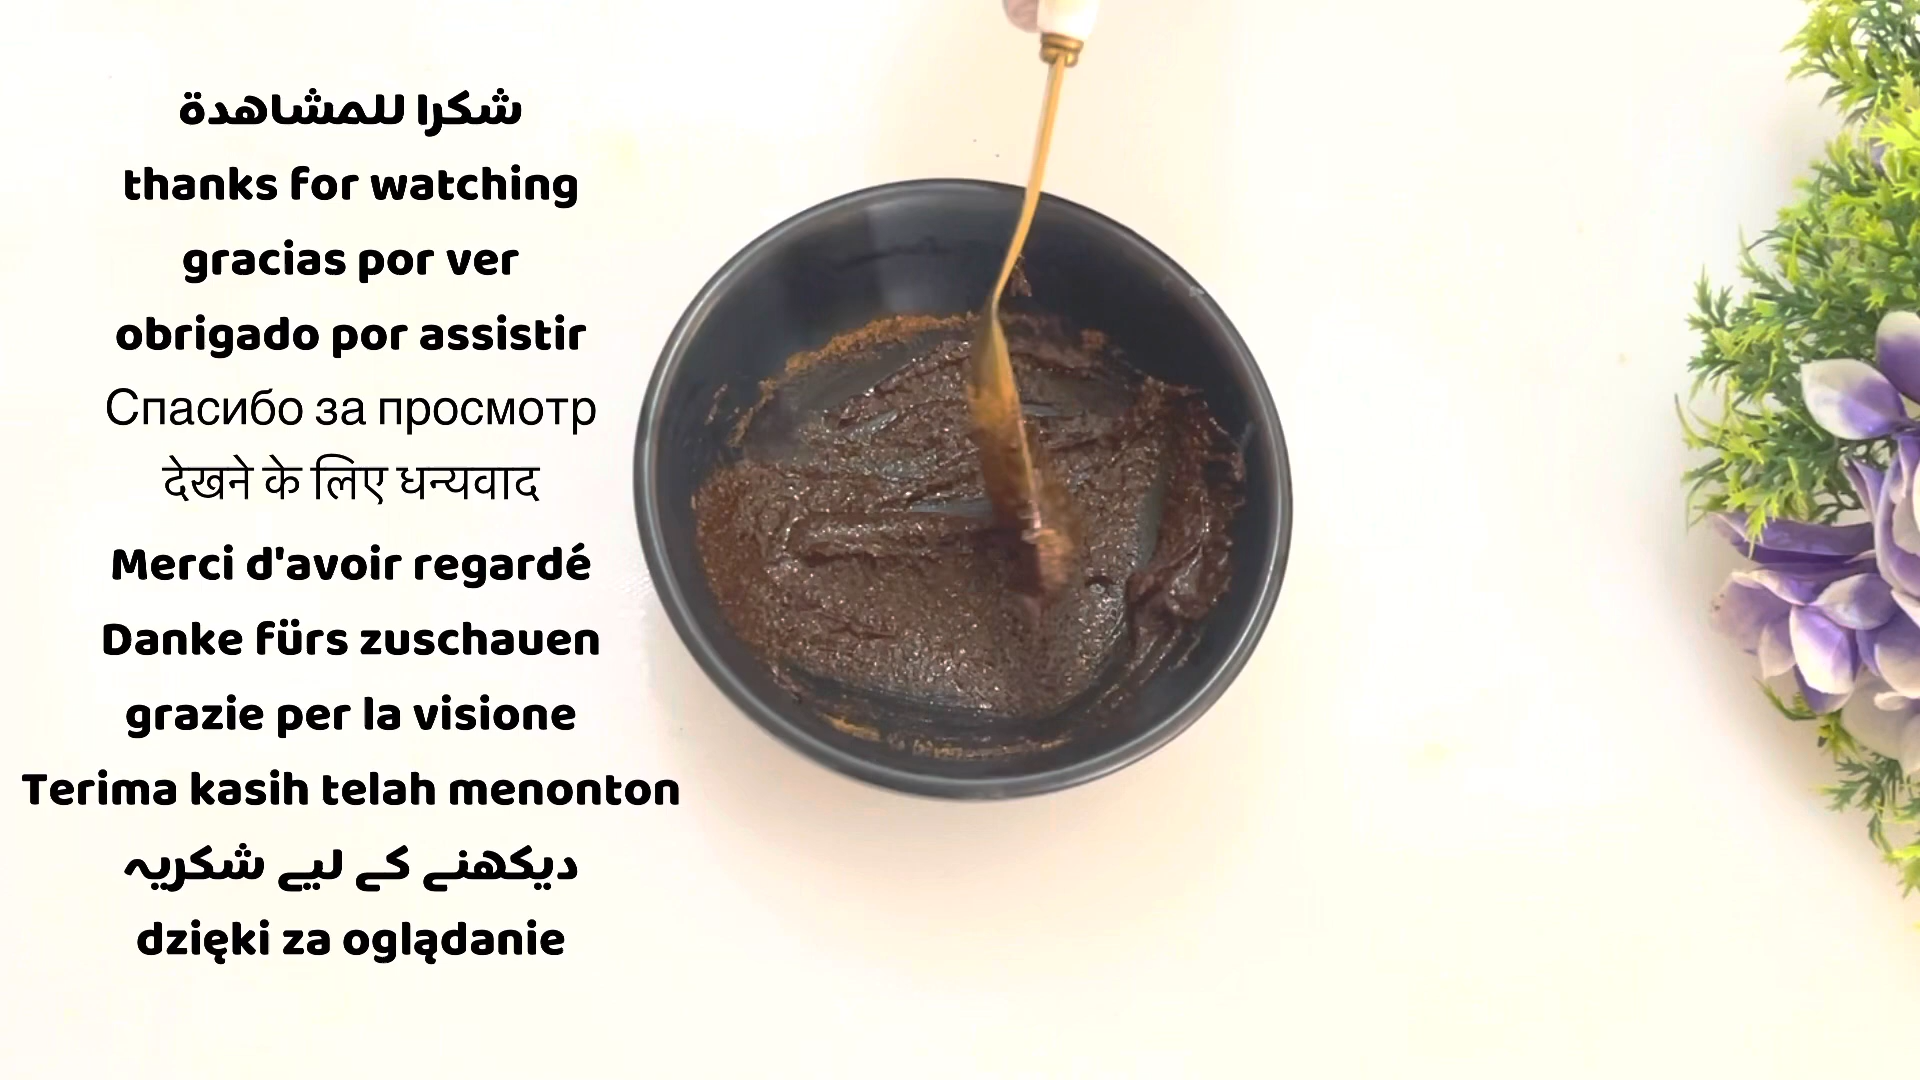 شكرا للمشاهدة
thanks for watching
gracias por ver
obrigado por assistir
Спасибо за просмотр
देखने के लिए धन्यवाद
Merci d'avoir regardé
Danke fürs zuschauen
grazie per la visione
Terima kasih telah menonton
دیکھنے کے لیے شکریہ
dzięki za oglądanie